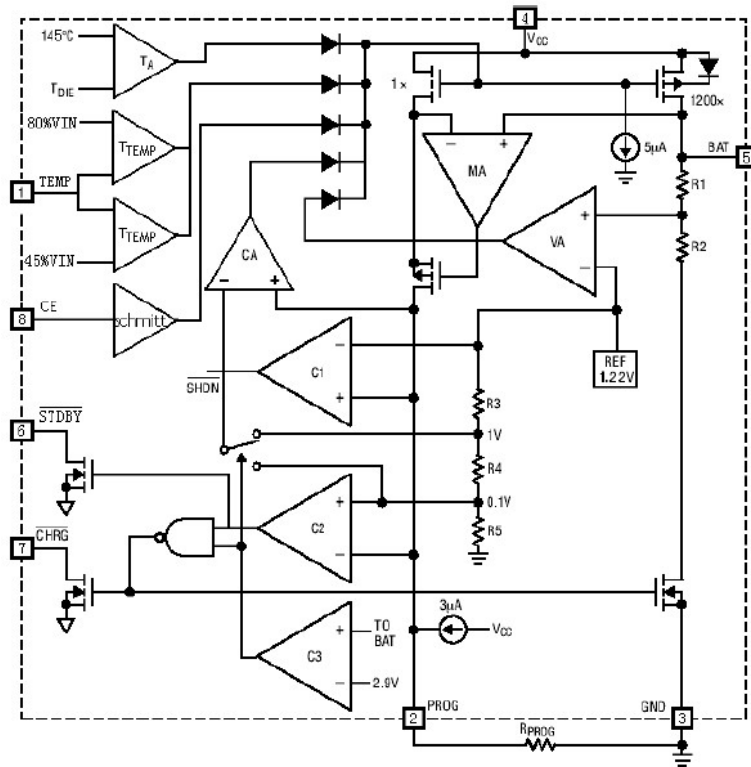 4
VCC
145°C
TA
TDIE
1×
1200×
80%VIN
TTEMP
5μA
BAT
5
1
TEMP
MA
R1
TTEMP
VA
R2
CA
45%VIN
8
CE
schmitt
REF
1.22V
C1
SHDN
R3
STDBY
6
1V
R4
0.1V
C2
R5
CHRG
7
3μA
VCC
TO
BAT
C3
2.9V
PROG
GND
2
3
RPROG